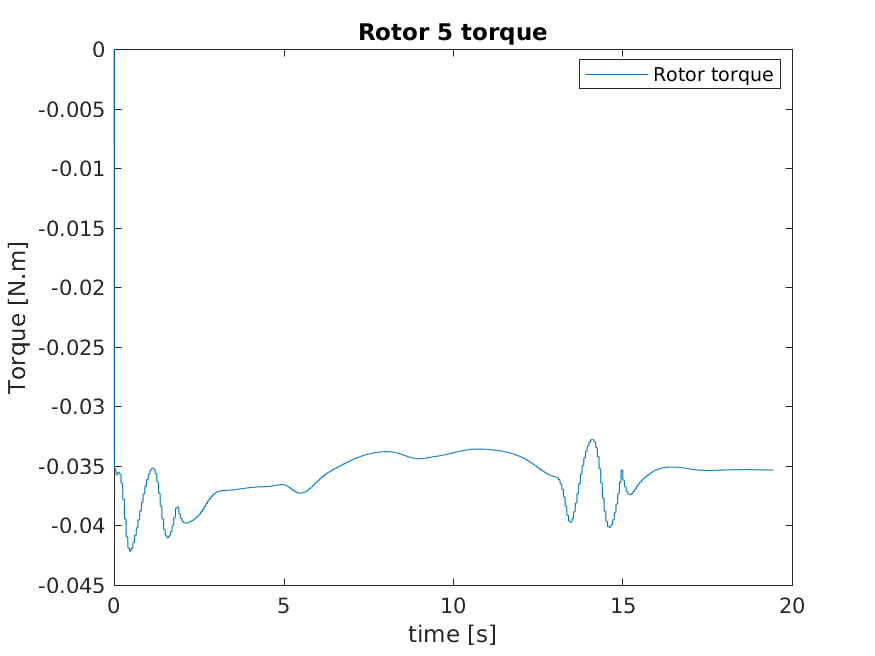 Rotor 5 torque
Rotor torque
0
-0.005
-0.01
-0.015
-0.02
-0.025
-0.03
-0.035
-0.04
-0.045
Torque [N.m]
0 5 10 15 20
time [s]